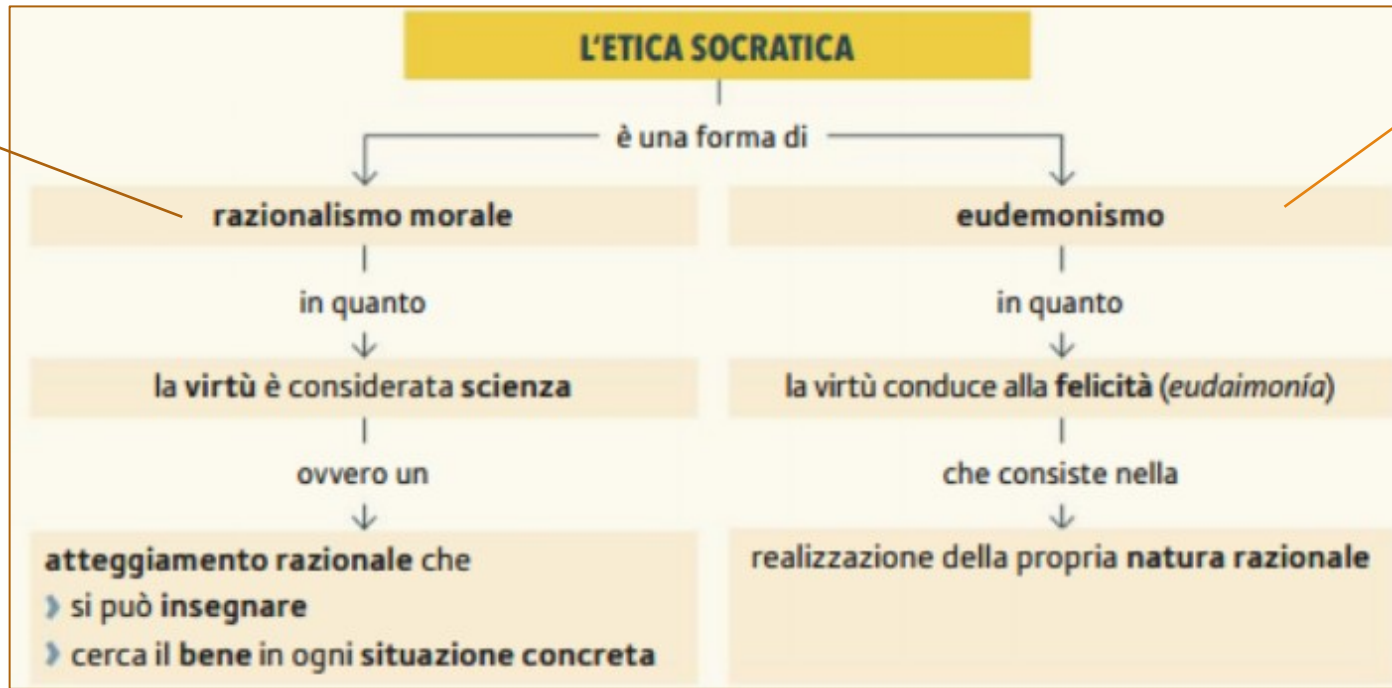 L'ETICA SOCRATICA
è una forma di
razionalismo morale
in quanto
la virtù è considerata scienza
ovvero un
atteggiamento razionale che
› si può insegnare
› cerca il bene in ogni situazione concreta
eudemonismo
in quanto
la virtù conduce alla felicità (eudaimonía)
che consiste nella
realizzazione della propria natura razionale